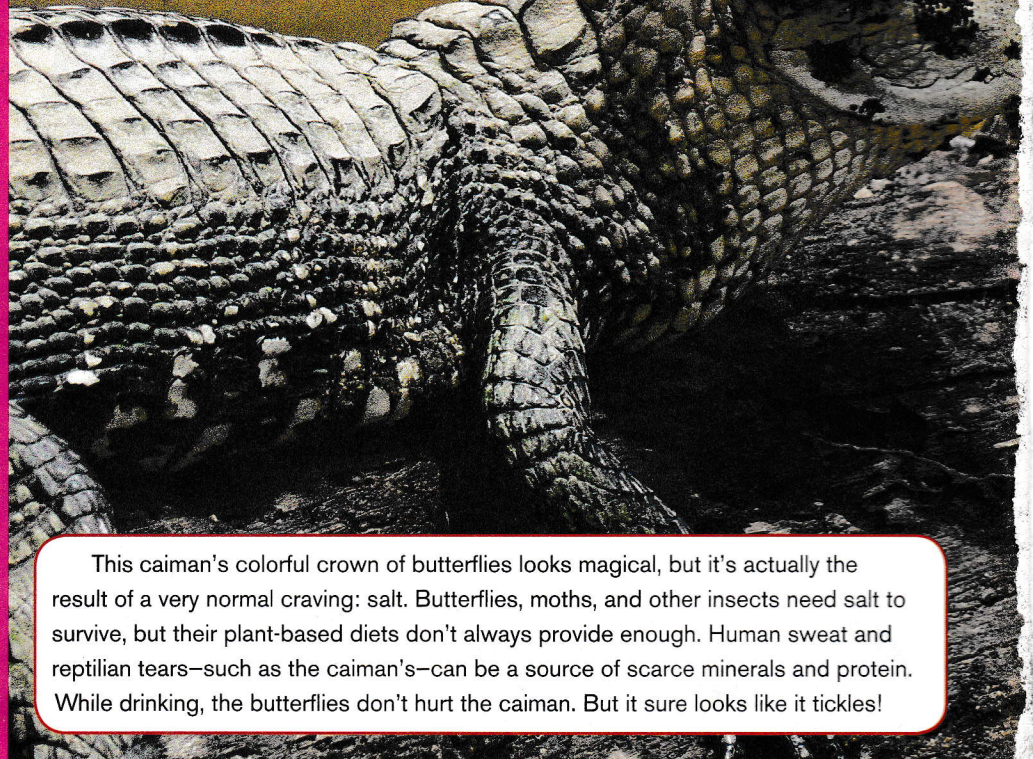 This caiman's colorful crown of butterflies looks magical, but it's actually the
result of a very normal craving: salt. Butterflies, moths, and other insects need salt to
survive, but their plant-based diets don't always provide enough. Human sweat and
reptilian tears—such as the caiman's—can be a source of scarce minerals and protein.
While drinking, the butterflies don't hurt the caiman. But it sure looks like it tickles!